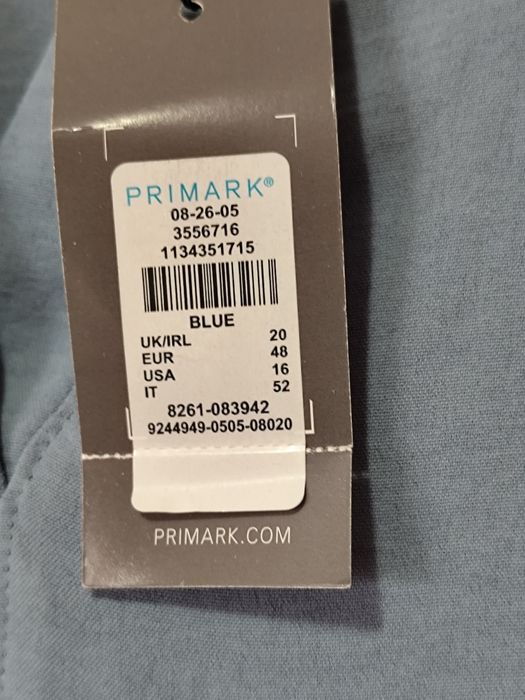 PRIMARK®
08-26-05
3556716
1134351715
BLUE
UK/IRL 20
EUR 48
USA 16
IT 52
8261-083942
9244949-0505-08020
PRIMARK.COM